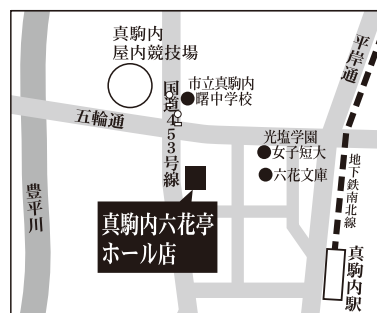 真駒内
屋内競技場
国道453号線
市立真駒内
曙中学校
平岸通
五輪通
光塩学園
女子短大
六花文庫
地下鉄南北線
豊平川
真駒内六花亭
ホール店
真駒内駅